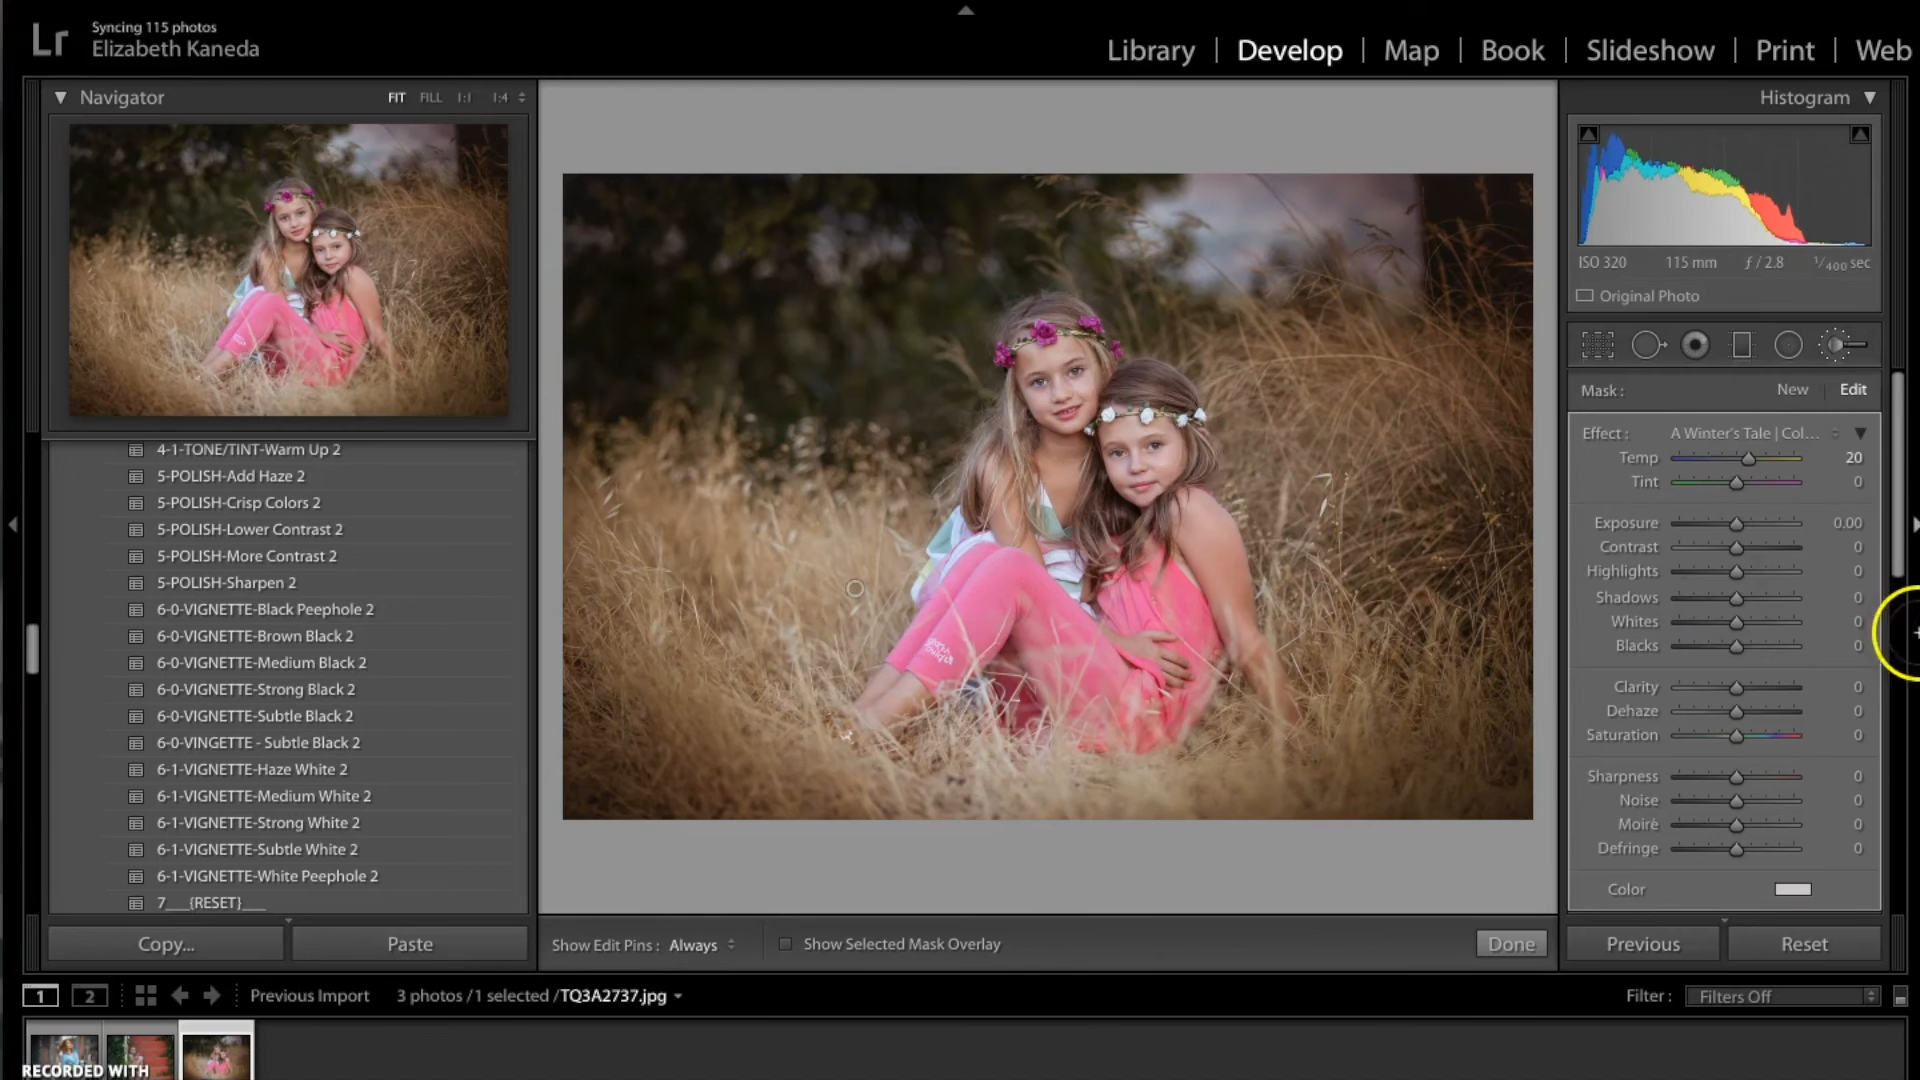 Lr
Syncing 115 photos
Elizabeth Kaneda
Library | Develop | Map | Book | Slideshow | Print | Web
Navigator
FIT FILL 1:1 1:4
4-1-TONE/TINT-Warm Up 2
5-POLISH-Add Haze 2
5-POLISH-Crisp Colors 2
5-POLISH-Lower Contrast 2
5-POLISH-More Contrast 2
5-POLISH-Sharpen 2
6-0-VIGNETTE-Black Peephole 2
6-0-VIGNETTE-Brown Black 2
6-0-VIGNETTE-Medium Black 2
6-0-VIGNETTE-Strong Black 2
6-0-VIGNETTE-Subtle Black 2
6-0-VINGETTE - Subtle Black 2
6-1-VIGNETTE-Haze White 2
6-1-VIGNETTE-Medium White 2
6-1-VIGNETTE-Strong White 2
6-1-VIGNETTE-Subtle White 2
6-1-VIGNETTE-White Peephole 2
7___{RESET}___
Copy... Paste
Show Edit Pins : Always
Show Selected Mask Overlay
Done
Histogram
ISO 320 115 mm ƒ / 2.8 1/400 sec
Original Photo
Mask : New Edit
Effect : A Winter's Tale | Col...
Temp 20
Tint 0
Exposure 0.00
Contrast 0
Highlights 0
Shadows 0
Whites 0
Blacks 0
Clarity 0
Dehaze 0
Saturation 0
Sharpness 0
Noise 0
Moiré 0
Defringe 0
Color
Previous Reset
1 2 Previous Import 3 photos / 1 selected / TQ3A2737.jpg
Filter : Filters Off
RECORDED WITH